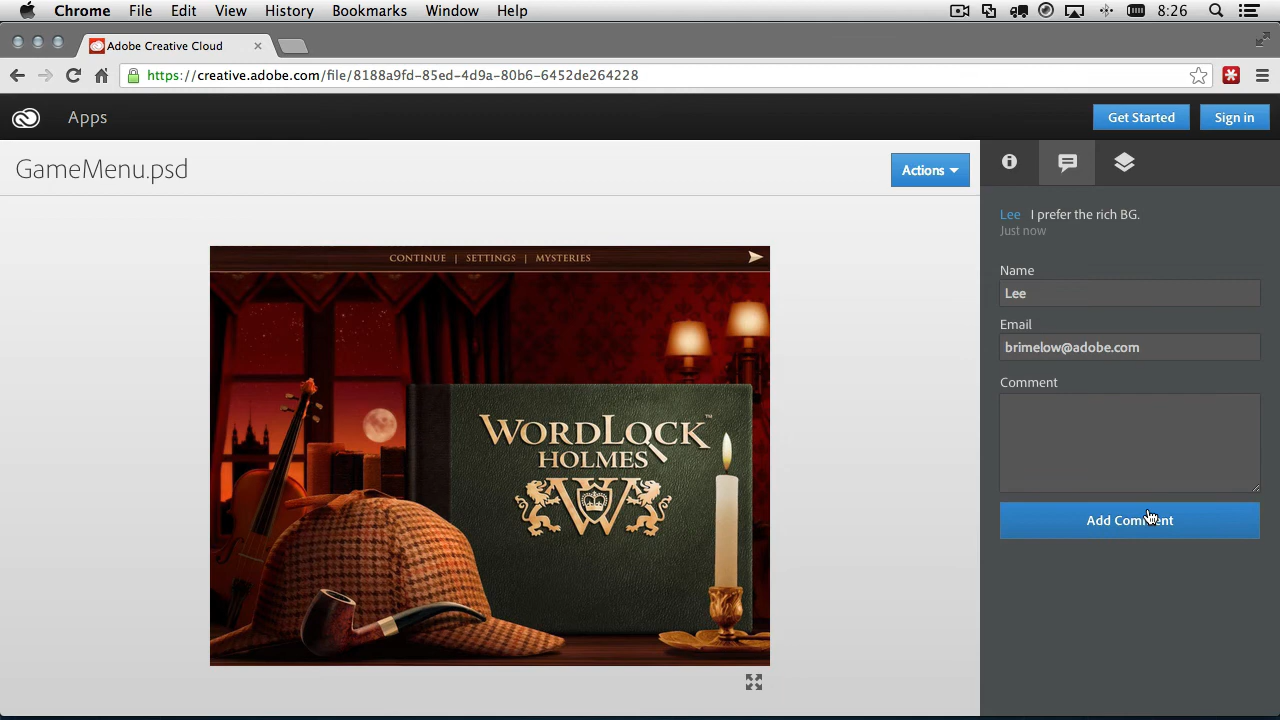 Chrome File Edit View History Bookmarks Window Help 8:26
Adobe Creative Cloud
https://creative.adobe.com/file/8188a9fd-85ed-4d9a-80b6-6452de264228
Apps
Get Started
Sign in
GameMenu.psd
Actions
Lee I prefer the rich BG.
Just now
CONTINUE | SETTINGS | MYSTERIES
WORDLOCK™
HOLMES
W
Name
Lee
Email
brimelow@adobe.com
Comment
Add Comment